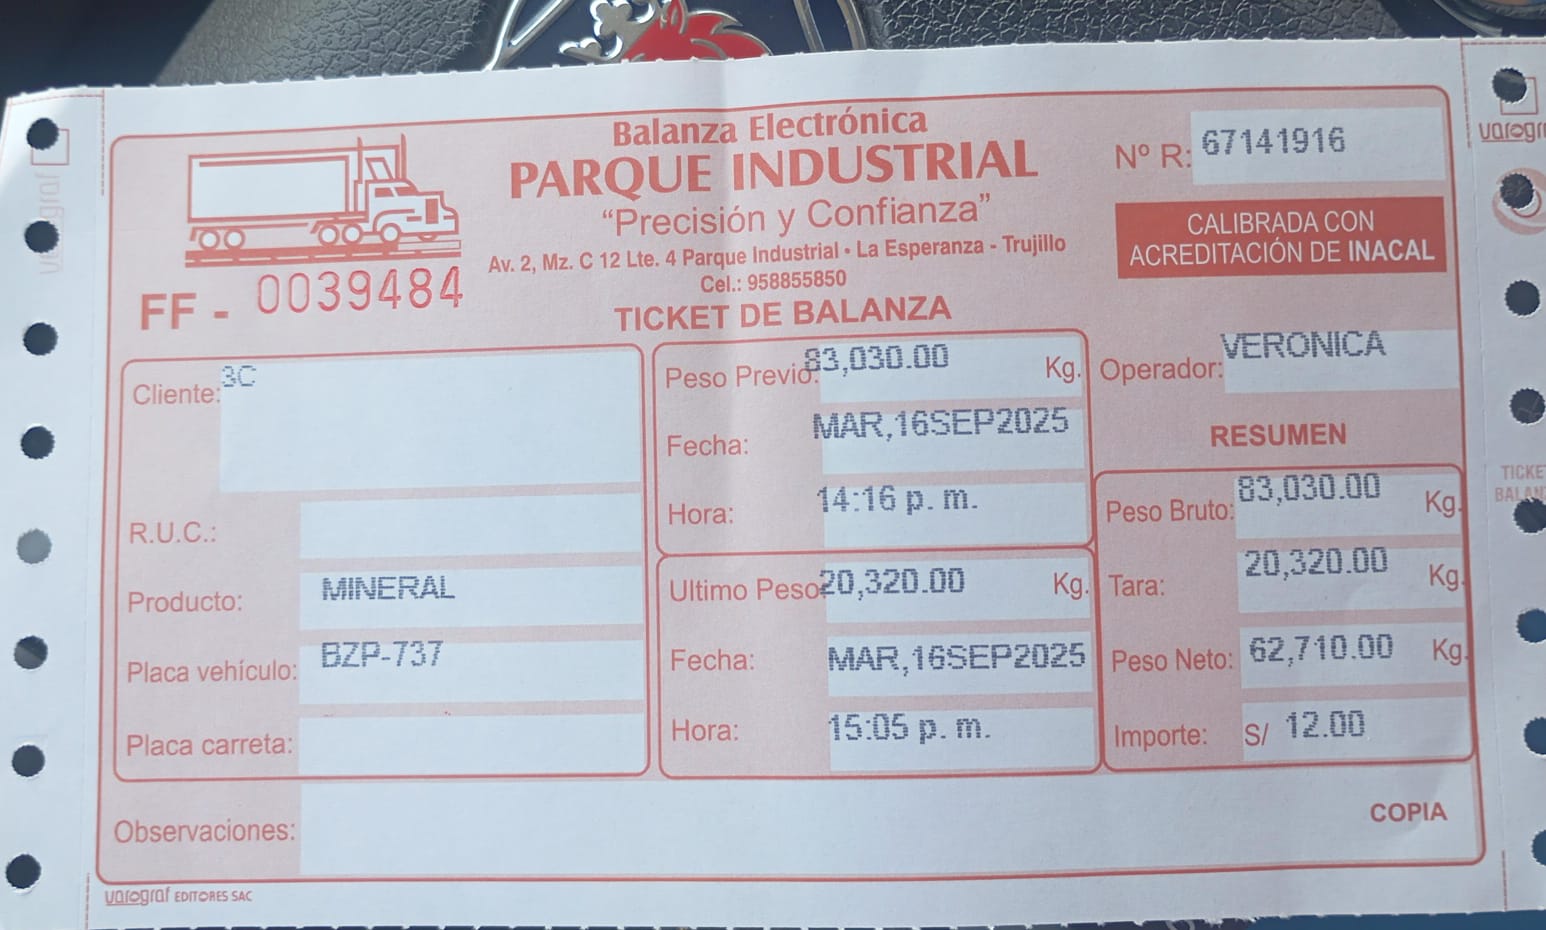 Balanza Electrónica
PARQUE INDUSTRIAL
"Precisión y Confianza"
Av. 2, Mz. C 12 Lte. 4 Parque Industrial • La Esperanza - Trujillo
Cel.: 958855850
TICKET DE BALANZA
Nº R: 67141916
CALIBRADA CON
ACREDITACIÓN DE INACAL
FF - 0039484
Cliente: 3C
R.U.C.:
Producto: MINERAL
Placa vehículo: BZP-737
Placa carreta:
Peso Previo: 83,030.00 Kg.
Fecha: MAR,16SEP2025
Hora: 14:16 p. m.
Ultimo Peso: 20,320.00 Kg.
Fecha: MAR,16SEP2025
Hora: 15:05 p. m.
Operador: VERONICA
RESUMEN
Peso Bruto: 83,030.00 Kg.
Tara: 20,320.00 Kg.
Peso Neto: 62,710.00 Kg.
Importe: S/ 12.00
Observaciones:
COPIA
varograf EDITORES SAC
varograf
TICKE